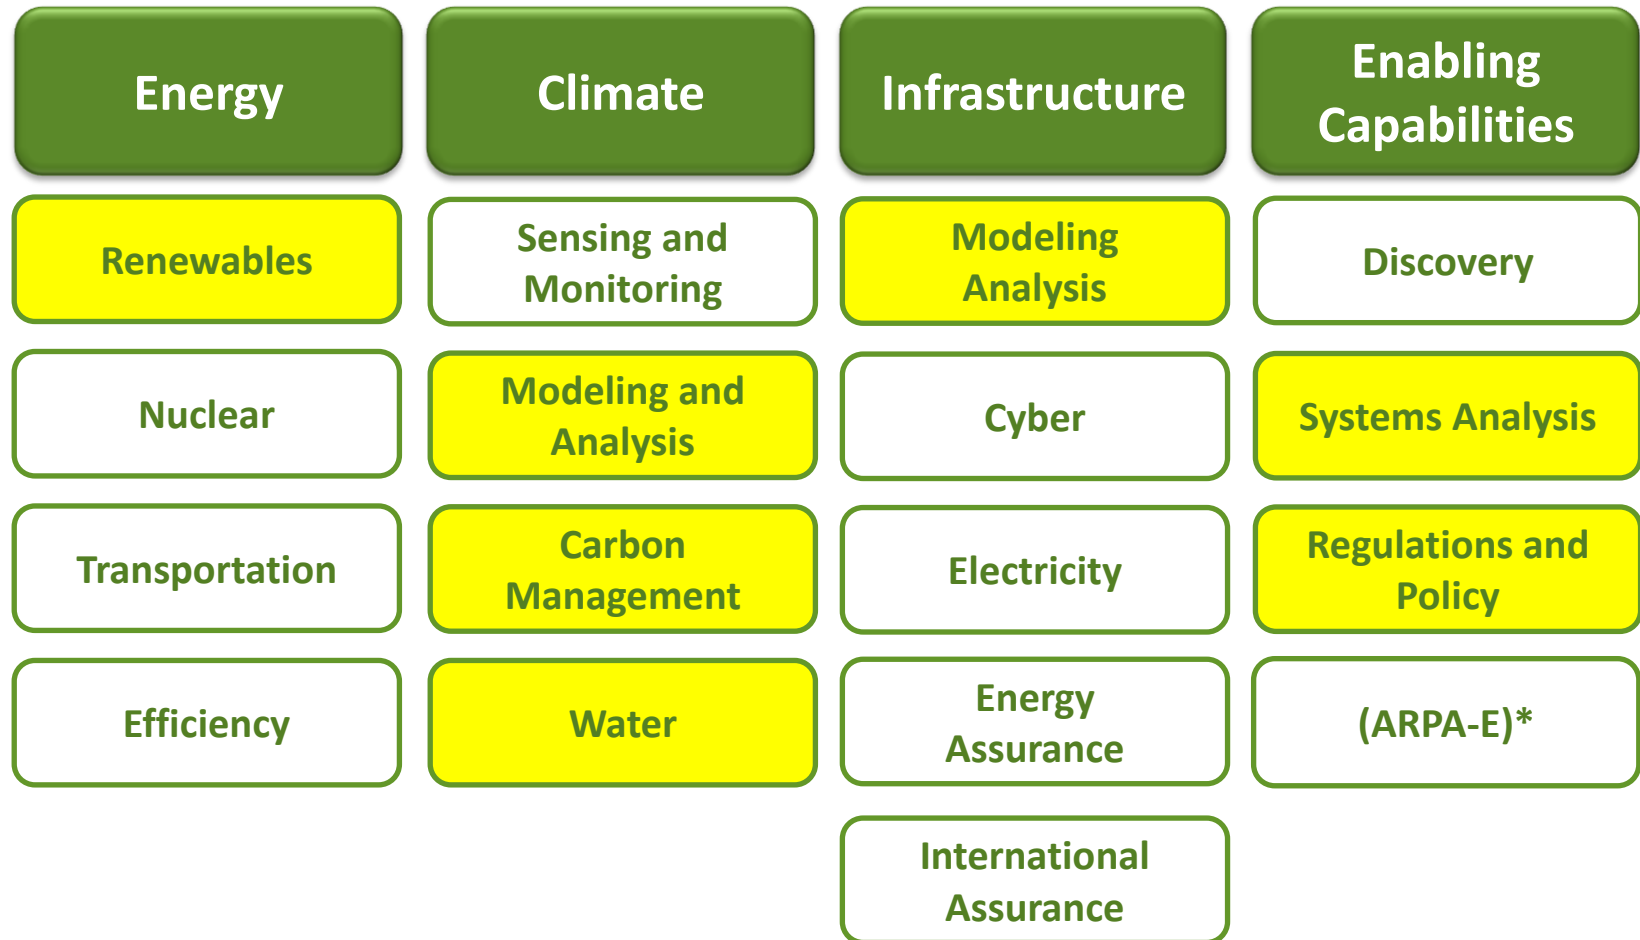 Energy
Climate
Infrastructure
Enabling
Capabilities
Renewables
Sensing and
Monitoring
Modeling
Analysis
Discovery
Nuclear
Modeling and
Analysis
Cyber
Systems Analysis
Transportation
Carbon
Management
Electricity
Regulations and
Policy
Efficiency
Water
Energy
Assurance
(ARPA-E)*
International
Assurance